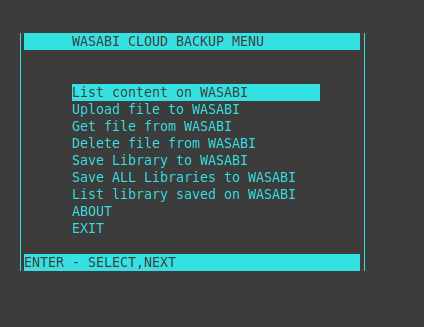 WASABI CLOUD BACKUP MENU
List content on WASABI
Upload file to WASABI
Get file from WASABI
Delete file from WASABI
Save Library to WASABI
Save ALL Libraries to WASABI
List library saved on WASABI
ABOUT
EXIT
ENTER - SELECT,NEXT